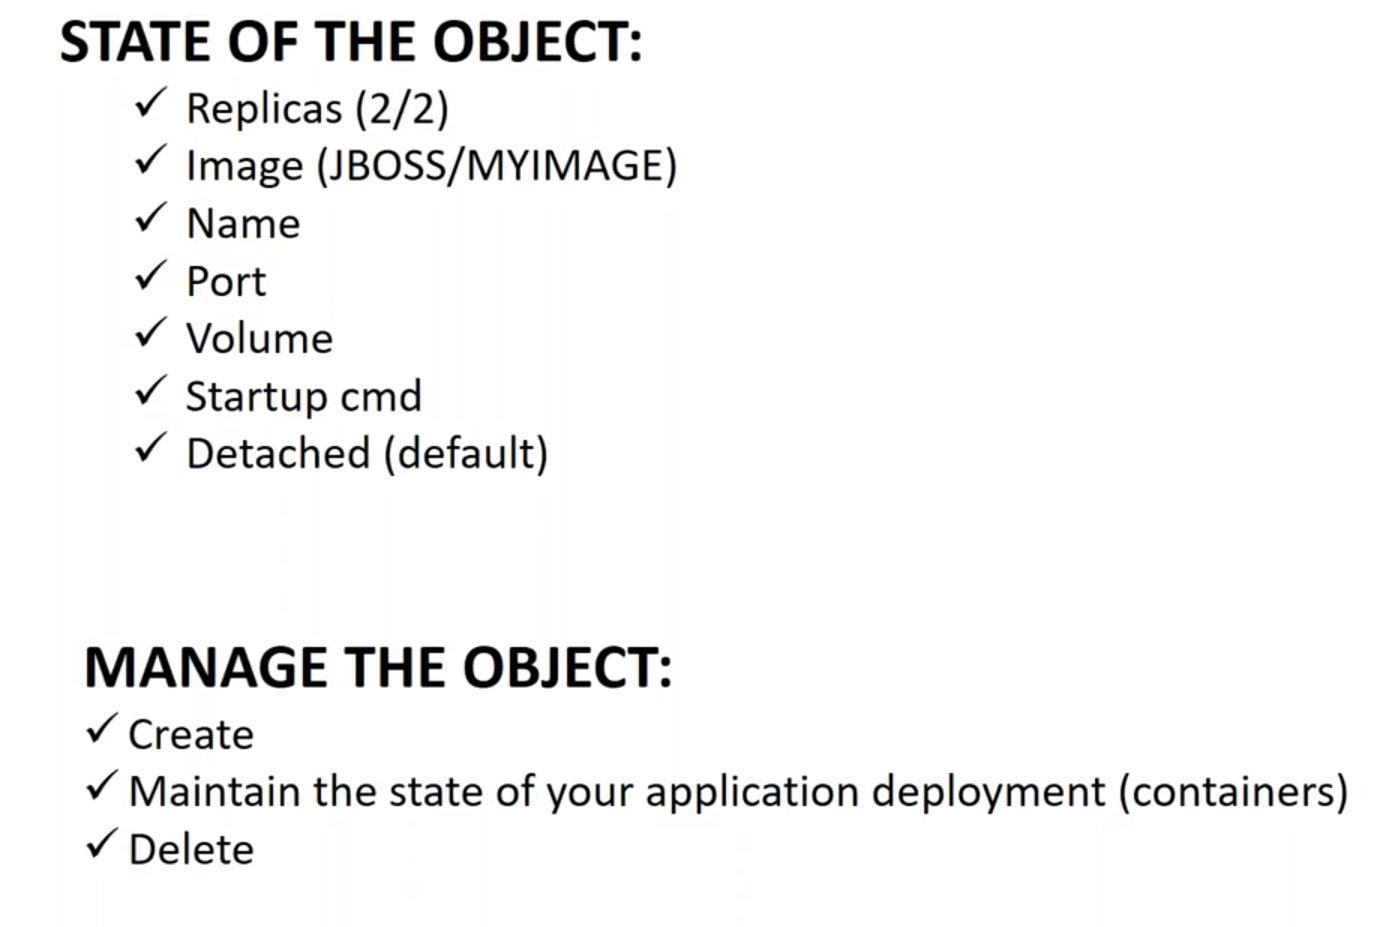 STATE OF THE OBJECT:
✓ Replicas (2/2)
✓ Image (JBOSS/MYIMAGE)
✓ Name
✓ Port
✓ Volume
✓ Startup cmd
✓ Detached (default)
MANAGE THE OBJECT:
✓ Create
✓ Maintain the state of your application deployment (containers)
✓ Delete